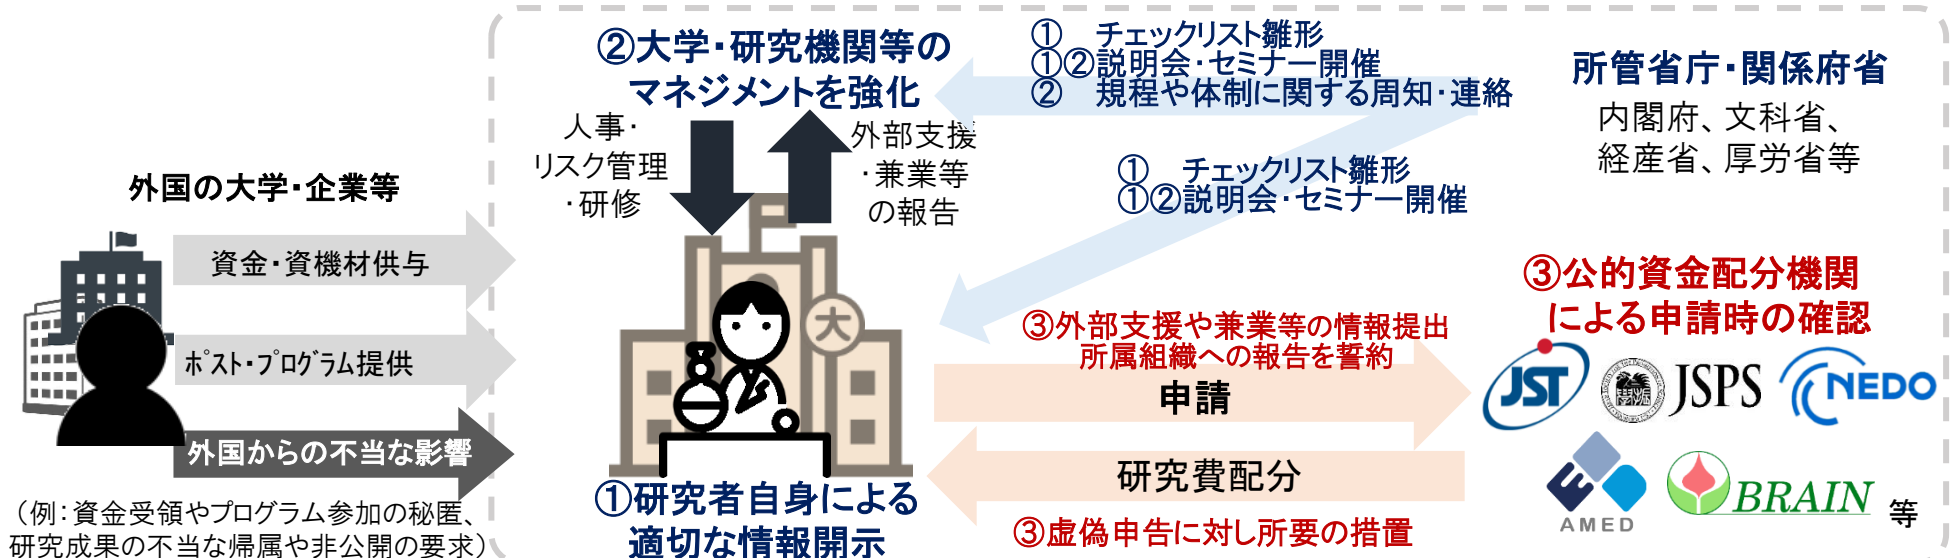 外国の大学・企業等
資金・資機材供与
ポスト・プログラム提供
外国からの不当な影響
（例：資金受領やプログラム参加の秘匿、
研究成果の不当な帰属や非公開の要求）
②大学・研究機関等の
マネジメントを強化
人事・
リスク管理
・研修
外部支援
・兼業等
の報告
大
①研究者自身による
適切な情報開示
①　チェックリスト雛形
①②説明会・セミナー開催
②　規程や体制に関する周知・連絡
①　チェックリスト雛形
①②説明会・セミナー開催
所管省庁・関係府省
内閣府、文科省、
経産省、厚労省等
③外部支援や兼業等の情報提出
所属組織への報告を誓約
申請
研究費配分
③虚偽申告に対し所要の措置
③公的資金配分機関
による申請時の確認
JST
JSPS
NEDO
AMED
BRAIN
等